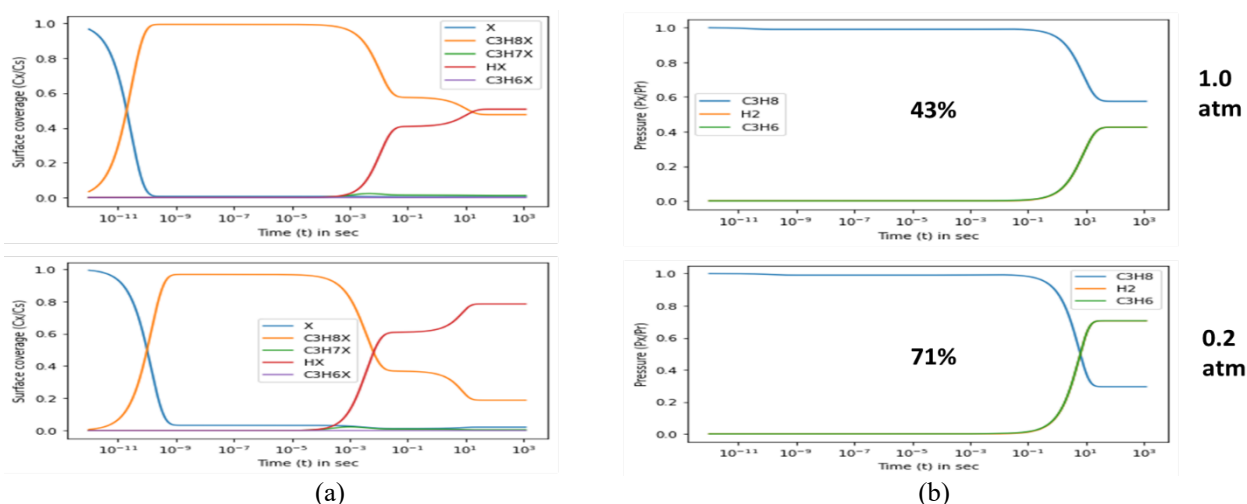 Surface coverage (Cx/Cs)
1.0
0.8
0.6
0.4
0.2
0.0
X
C3H8X
C3H7X
HX
C3H6X
10⁻¹¹ 10⁻⁹ 10⁻⁷ 10⁻⁵ 10⁻³ 10⁻¹ 10¹ 10³
Time (t) in sec
Pressure (Px/Pr)
1.0
0.8
0.6
0.4
0.2
0.0
C3H8
H2
C3H6
43%
10⁻¹¹ 10⁻⁹ 10⁻⁷ 10⁻⁵ 10⁻³ 10⁻¹ 10¹ 10³
Time (t) in sec
1.0
atm
Surface coverage (Cx/Cs)
1.0
0.8
0.6
0.4
0.2
0.0
X
C3H8X
C3H7X
HX
C3H6X
10⁻¹¹ 10⁻⁹ 10⁻⁷ 10⁻⁵ 10⁻³ 10⁻¹ 10¹ 10³
Time (t) in sec
(a)
Pressure (Px/Pr)
1.0
0.8
0.6
0.4
0.2
0.0
C3H8
H2
C3H6
71%
10⁻¹¹ 10⁻⁹ 10⁻⁷ 10⁻⁵ 10⁻³ 10⁻¹ 10¹ 10³
Time (t) in sec
(b)
0.2
atm